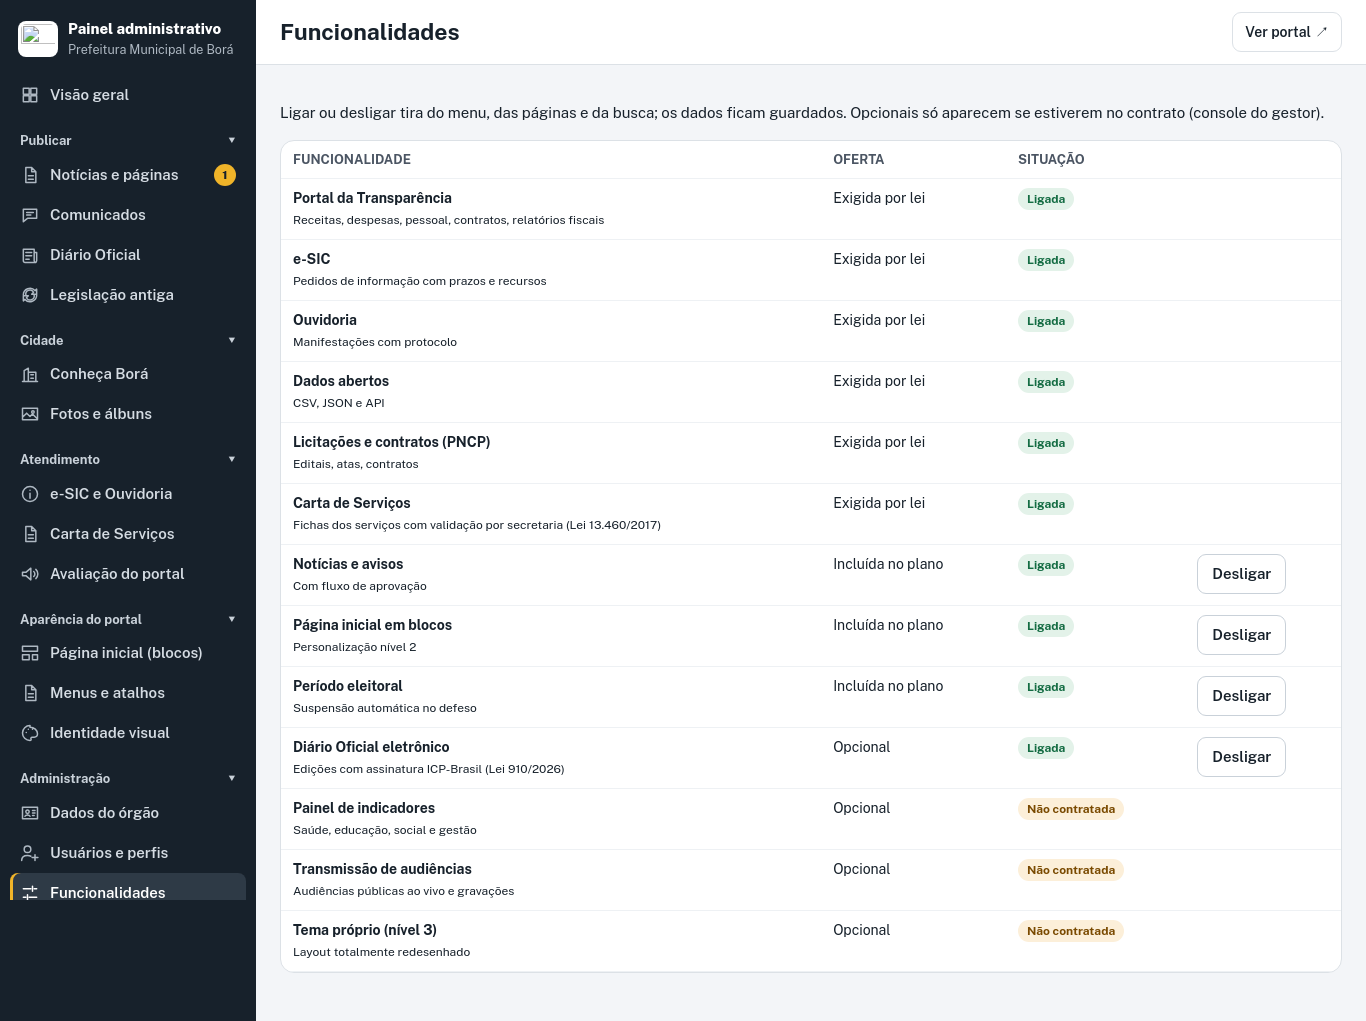 Painel administrativo
Prefeitura Municipal de Borá
Visão geral
Publicar
Notícias e páginas 1
Comunicados
Diário Oficial
Legislação antiga
Cidade
Conheça Borá
Fotos e álbuns
Atendimento
e-SIC e Ouvidoria
Carta de Serviços
Avaliação do portal
Aparência do portal
Página inicial (blocos)
Menus e atalhos
Identidade visual
Administração
Dados do órgão
Usuários e perfis
Funcionalidades
Funcionalidades
Ver portal ↗
Ligar ou desligar tira do menu, das páginas e da busca; os dados ficam guardados. Opcionais só aparecem se estiverem no contrato (console do gestor).
FUNCIONALIDADE OFERTA SITUAÇÃO
Portal da Transparência Exigida por lei Ligada
Receitas, despesas, pessoal, contratos, relatórios fiscais
e-SIC Exigida por lei Ligada
Pedidos de informação com prazos e recursos
Ouvidoria Exigida por lei Ligada
Manifestações com protocolo
Dados abertos Exigida por lei Ligada
CSV, JSON e API
Licitações e contratos (PNCP) Exigida por lei Ligada
Editais, atas, contratos
Carta de Serviços Exigida por lei Ligada
Fichas dos serviços com validação por secretaria (Lei 13.460/2017)
Notícias e avisos Incluída no plano Ligada Desligar
Com fluxo de aprovação
Página inicial em blocos Incluída no plano Ligada Desligar
Personalização nível 2
Período eleitoral Incluída no plano Ligada Desligar
Suspensão automática no defeso
Diário Oficial eletrônico Opcional Ligada Desligar
Edições com assinatura ICP-Brasil (Lei 910/2026)
Painel de indicadores Opcional Não contratada
Saúde, educação, social e gestão
Transmissão de audiências Opcional Não contratada
Audiências públicas ao vivo e gravações
Tema próprio (nível 3) Opcional Não contratada
Layout totalmente redesenhado